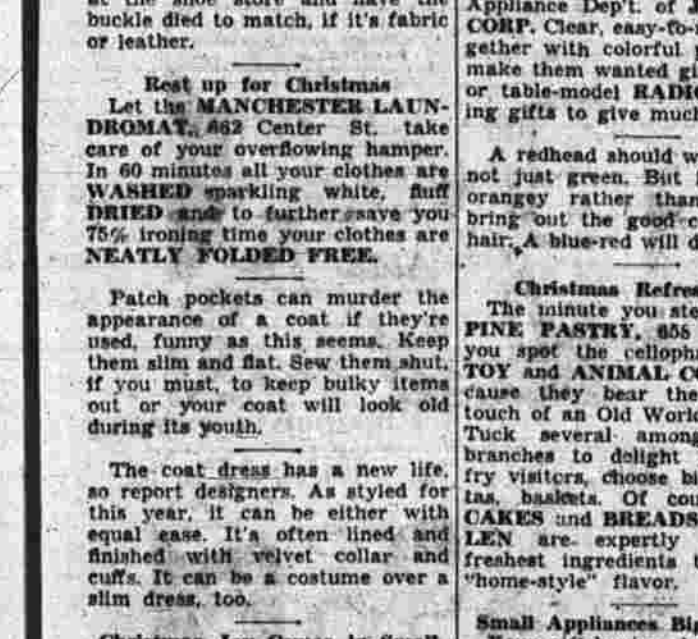 at the shoe store and have the
buckle died to match, if it's fabric
or leather.
Rest up for Christmas
Let the MANCHESTER LAUN-
DROMAT, 662 Center St. take
care of your overflowing hamper.
In 60 minutes all your clothes are
WASHED sparkling white, fluff
DRIED and to further save you
75% ironing time your clothes are
NEATLY FOLDED FREE.
Patch pockets can murder the
appearance of a coat if they're
used, funny as this seems. Keep
them slim and flat. Sew them shut,
if you must, to keep bulky items
out or your coat will look old
during its youth.
The coat dress has a new life,
so report designers. As styled for
this year, it can be either with
equal ease. It's often lined and
finished with velvet collar and
cuffs. It can be a costume over a
slim dress, too.
Appliance Dep't. of
CORP. Clear, easy-to-
gether with colorful
make them wanted gi
or table-model RADIO
ing gifts to give much
A redhead should w
not just green. But
orangey rather than
bring out the good c
hair. A blue-red will
Christmas Refres
The minute you ste
PINE PASTRY, 658
you spot the cellopha
TOY and ANIMAL CO
cause they bear the
touch of an Old Worl
Tuck several among
branches to delight
fry visitors, choose bi
tas, baskets. Of cou
CAKES and BREADS
LEN are expertly
freshest ingredients t
"home-style" flavor.
Small Appliances Bi